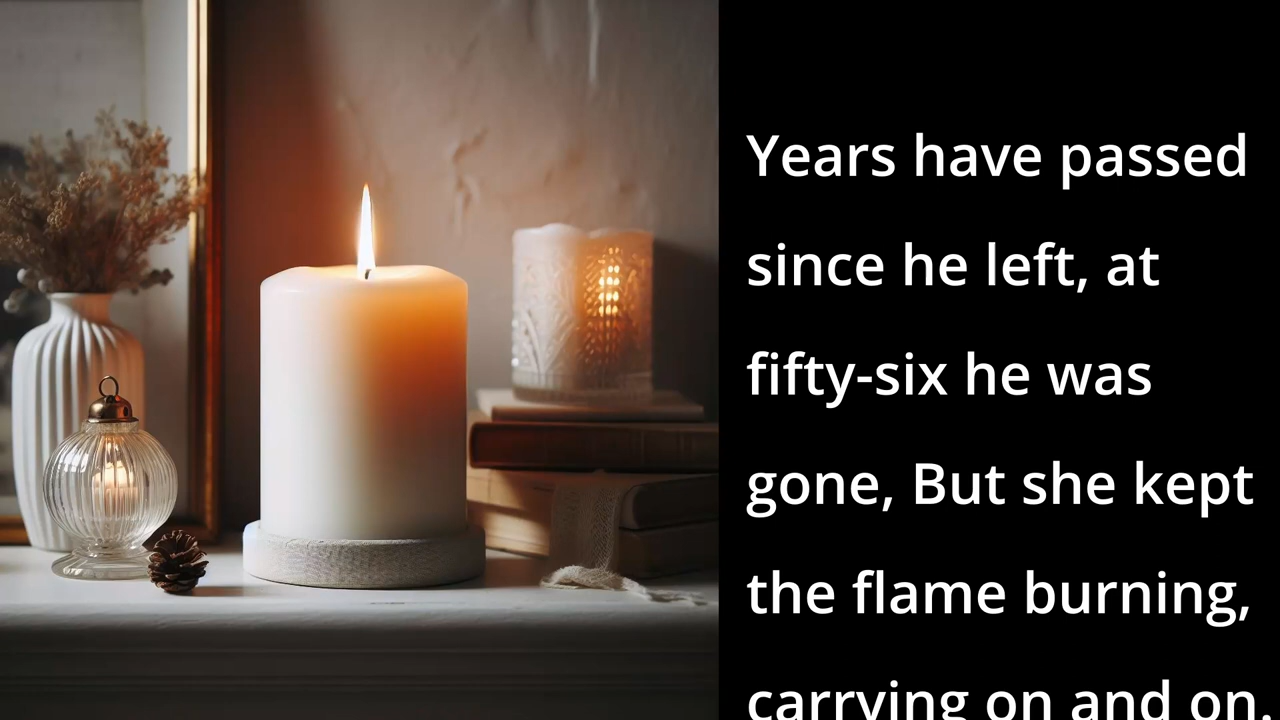 Years have passed
since he left, at
fifty-six he was
gone, But she kept
the flame burning,
carrying on and on.